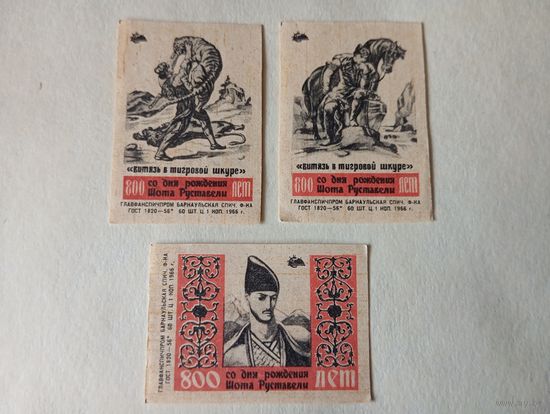 «витязь в тигровой шкуре»
800 со дня рождения лет
Шота Руставели
ГЛАВФАНСПИЧПРОМ БАРНАУЛЬСКАЯ СПИЧ. Ф-КА
ГОСТ 1820—56* 60 ШТ. Ц. 1 КОП. 1966 г.
«витязь в тигровой шкуре»
800 со дня рождения лет
Шота Руставели
ГЛАВФАНСПИЧПРОМ БАРНАУЛЬСКАЯ СПИЧ. Ф-КА
ГОСТ 1820—56* 60 ШТ. Ц. 1 КОП. 1966 г.
ГЛАВФАНСПИЧПРОМ БАРНАУЛЬСКАЯ СПИЧ. Ф-КА
ГОСТ 1820—56* 60 ШТ. Ц. 1 КОП. 1966 г.
800 со дня рождения лет
Шота Руставели